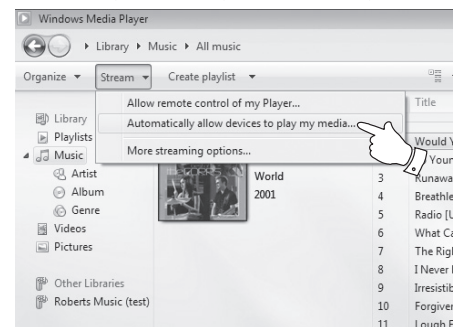 Windows Media Player
Library ▸ Music ▸ All music
Organize Stream Create playlist
Allow remote control of my Player...
Automatically allow devices to play my media...
More streaming options...
Title
Library
Playlists
Music
Artist
Album
Genre
Videos
Pictures
Other Libraries
Roberts Music (test)
World
2001
Would Y
Your
3 Runawa
4 Breathle
5 Radio [U
6 What Ca
7 The Righ
8 I Never
9 Irresistib
10 Forgiven
11 Lough E